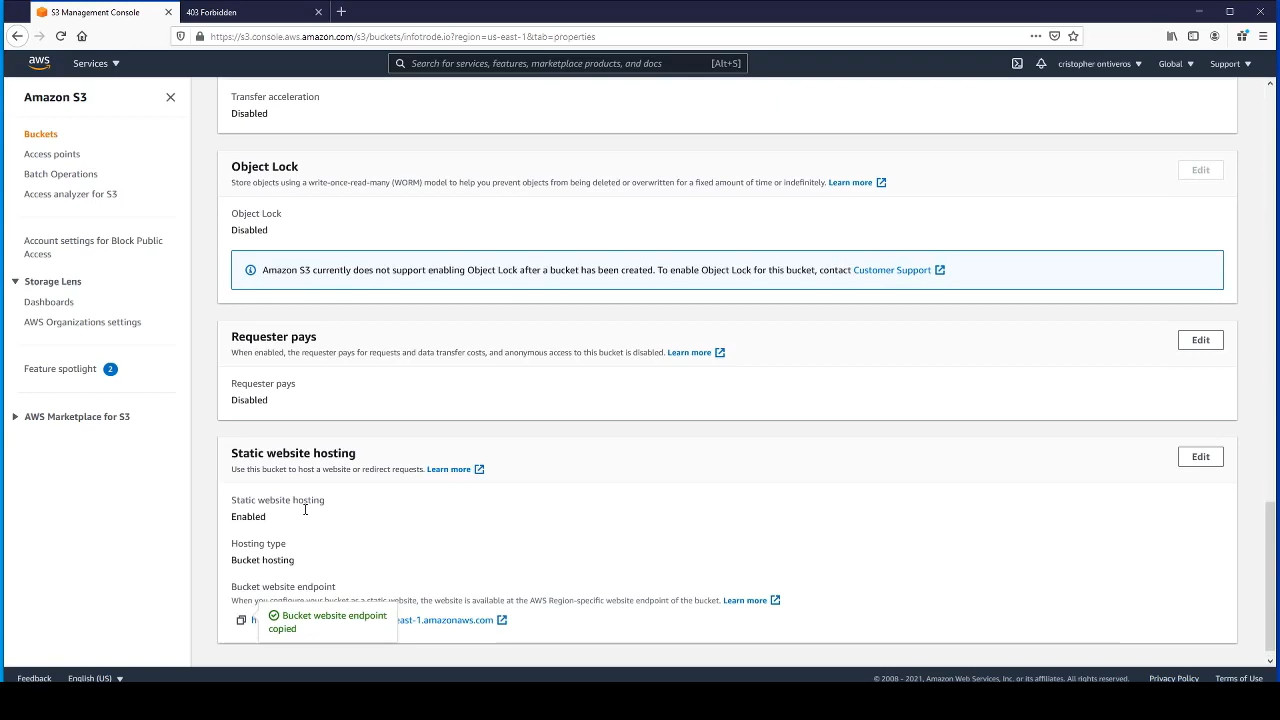 S3 Management Console
403 Forbidden
https://s3.console.aws.amazon.com/s3/buckets/infotrode.io?region=us-east-1&tab=properties
aws
Services
Search for services, features, marketplace products, and docs
[Alt+S]
cristopher ontiveros
Global
Support
Amazon S3
Buckets
Access points
Batch Operations
Access analyzer for S3
Account settings for Block Public
Access
Storage Lens
Dashboards
AWS Organizations settings
Feature spotlight
2
AWS Marketplace for S3
Transfer acceleration
Disabled
Object Lock
Edit
Store objects using a write-once-read-many (WORM) model to help you prevent objects from being deleted or overwritten for a fixed amount of time or indefinitely. Learn more
Object Lock
Disabled
Amazon S3 currently does not support enabling Object Lock after a bucket has been created. To enable Object Lock for this bucket, contact Customer Support
Requester pays
Edit
When enabled, the requester pays for requests and data transfer costs, and anonymous access to this bucket is disabled. Learn more
Requester pays
Disabled
Static website hosting
Edit
Use this bucket to host a website or redirect requests. Learn more
Static website hosting
Enabled
Hosting type
Bucket hosting
Bucket website endpoint
When you configure your bucket as a static website, the website is available at the AWS Region-specific website endpoint of the bucket. Learn more
Bucket website endpoint
copied
east-1.amazonaws.com
Feedback
English (US)
© 2008 - 2021, Amazon Web Services, Inc. or its affiliates. All rights reserved.
Privacy Policy
Terms of Use